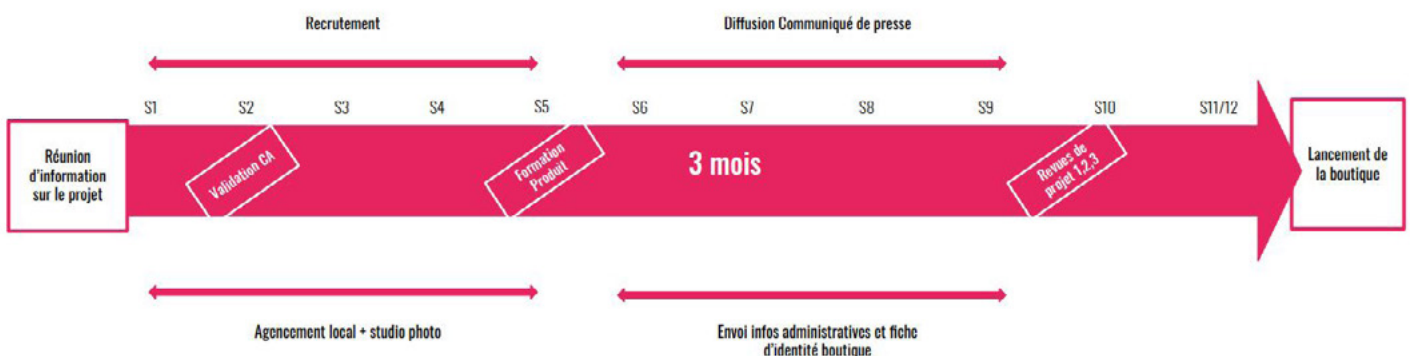 Recrutement
Diffusion Communiqué de presse
S1 S2 S3 S4 S5 S6 S7 S8 S9 S10 S11/12
Réunion
d'information
sur le projet
Validation CA
Formation
Produit
3 mois
Revues de
projet 1,2,3
Lancement de
la boutique
Agencement local + studio photo
Envoi infos administratives et fiche
d'identité boutique